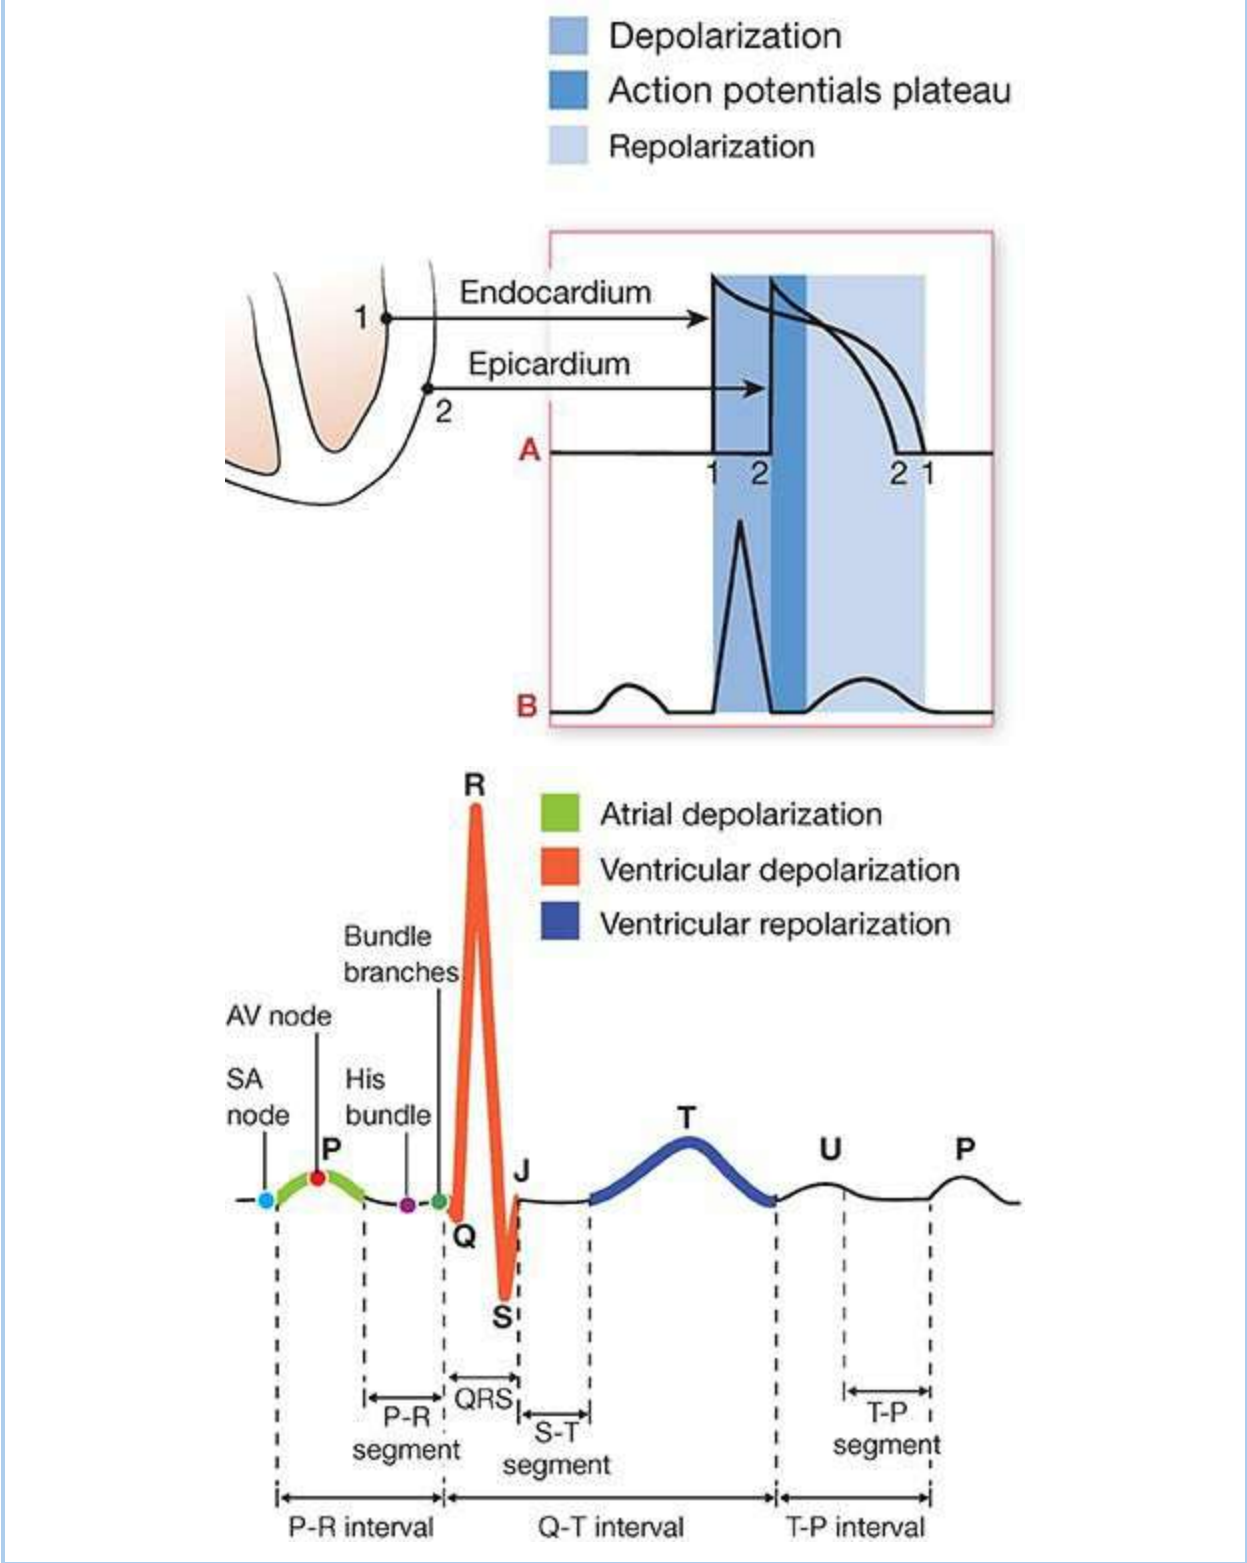 Depolarization
Action potentials plateau
Repolarization
Endocardium
1
Epicardium
2
A
1 2 2 1
B
R
Atrial depolarization
Ventricular depolarization
Ventricular repolarization
Bundle
branches
AV node
SA
node
His
bundle
P
J
T
U
P
Q
S
QRS
P-R
segment
S-T
segment
T-P
segment
P-R interval
Q-T interval
T-P interval